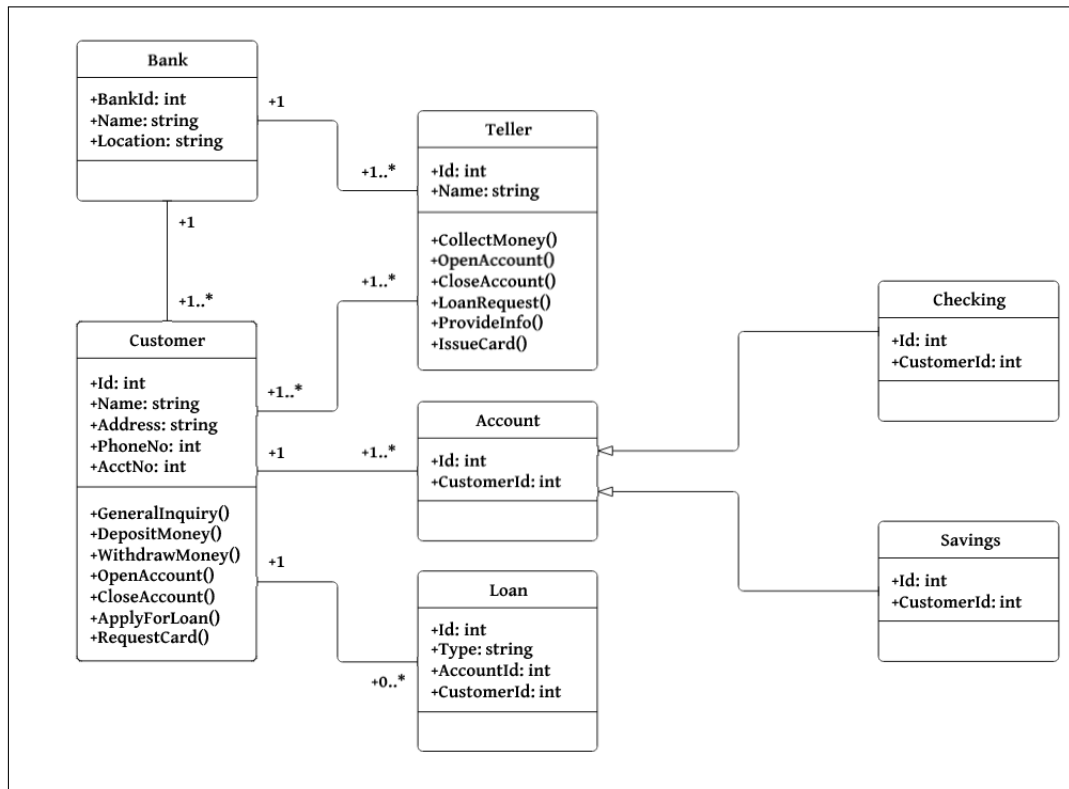 Bank
+BankId: int
+Name: string
+Location: string
+1
+1..*
Teller
+Id: int
+Name: string
+CollectMoney()
+OpenAccount()
+CloseAccount()
+LoanRequest()
+ProvideInfo()
+IssueCard()
+1
+1..*
+1..*
+1..*
Customer
+Id: int
+Name: string
+Address: string
+PhoneNo: int
+AcctNo: int
+GeneralInquiry()
+DepositMoney()
+WithdrawMoney()
+OpenAccount()
+CloseAccount()
+ApplyForLoan()
+RequestCard()
+1
+1..*
Account
+Id: int
+CustomerId: int
+1
+0..*
Loan
+Id: int
+Type: string
+AccountId: int
+CustomerId: int
Checking
+Id: int
+CustomerId: int
Savings
+Id: int
+CustomerId: int